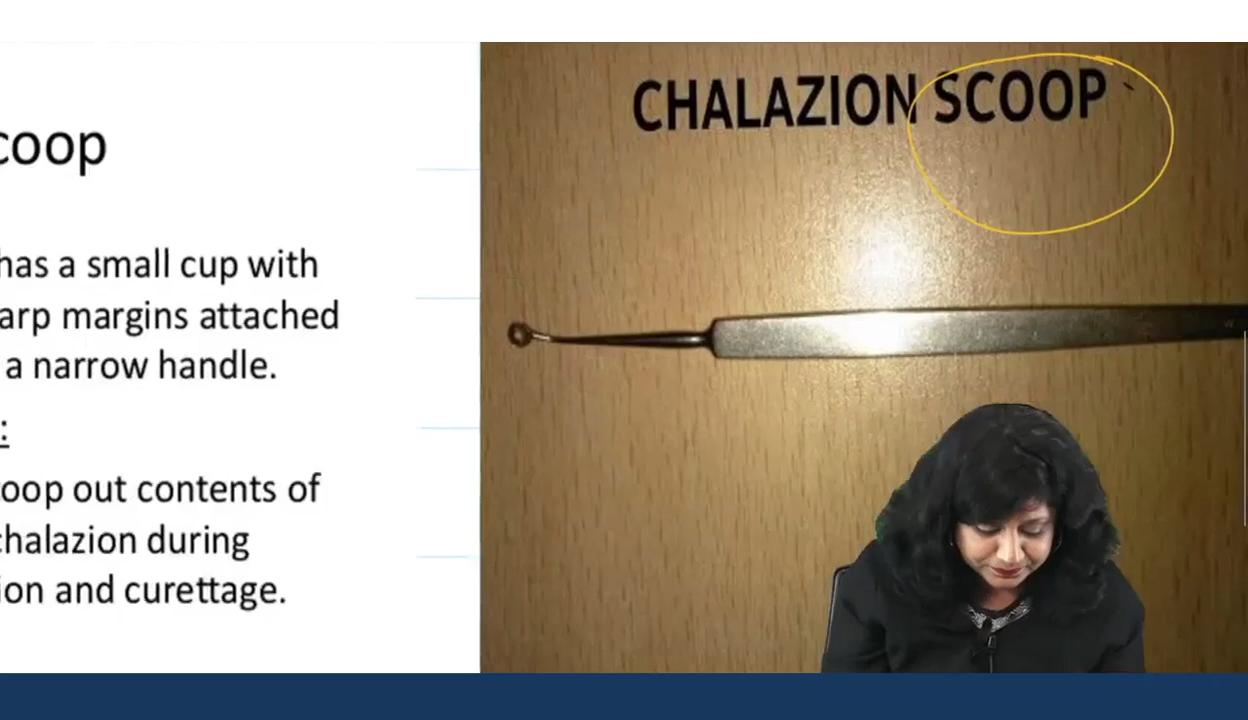 coop
has a small cup with
arp margins attached
a narrow handle.
:
coop out contents of
chalazion during
ion and curettage.
CHALAZION SCOOP